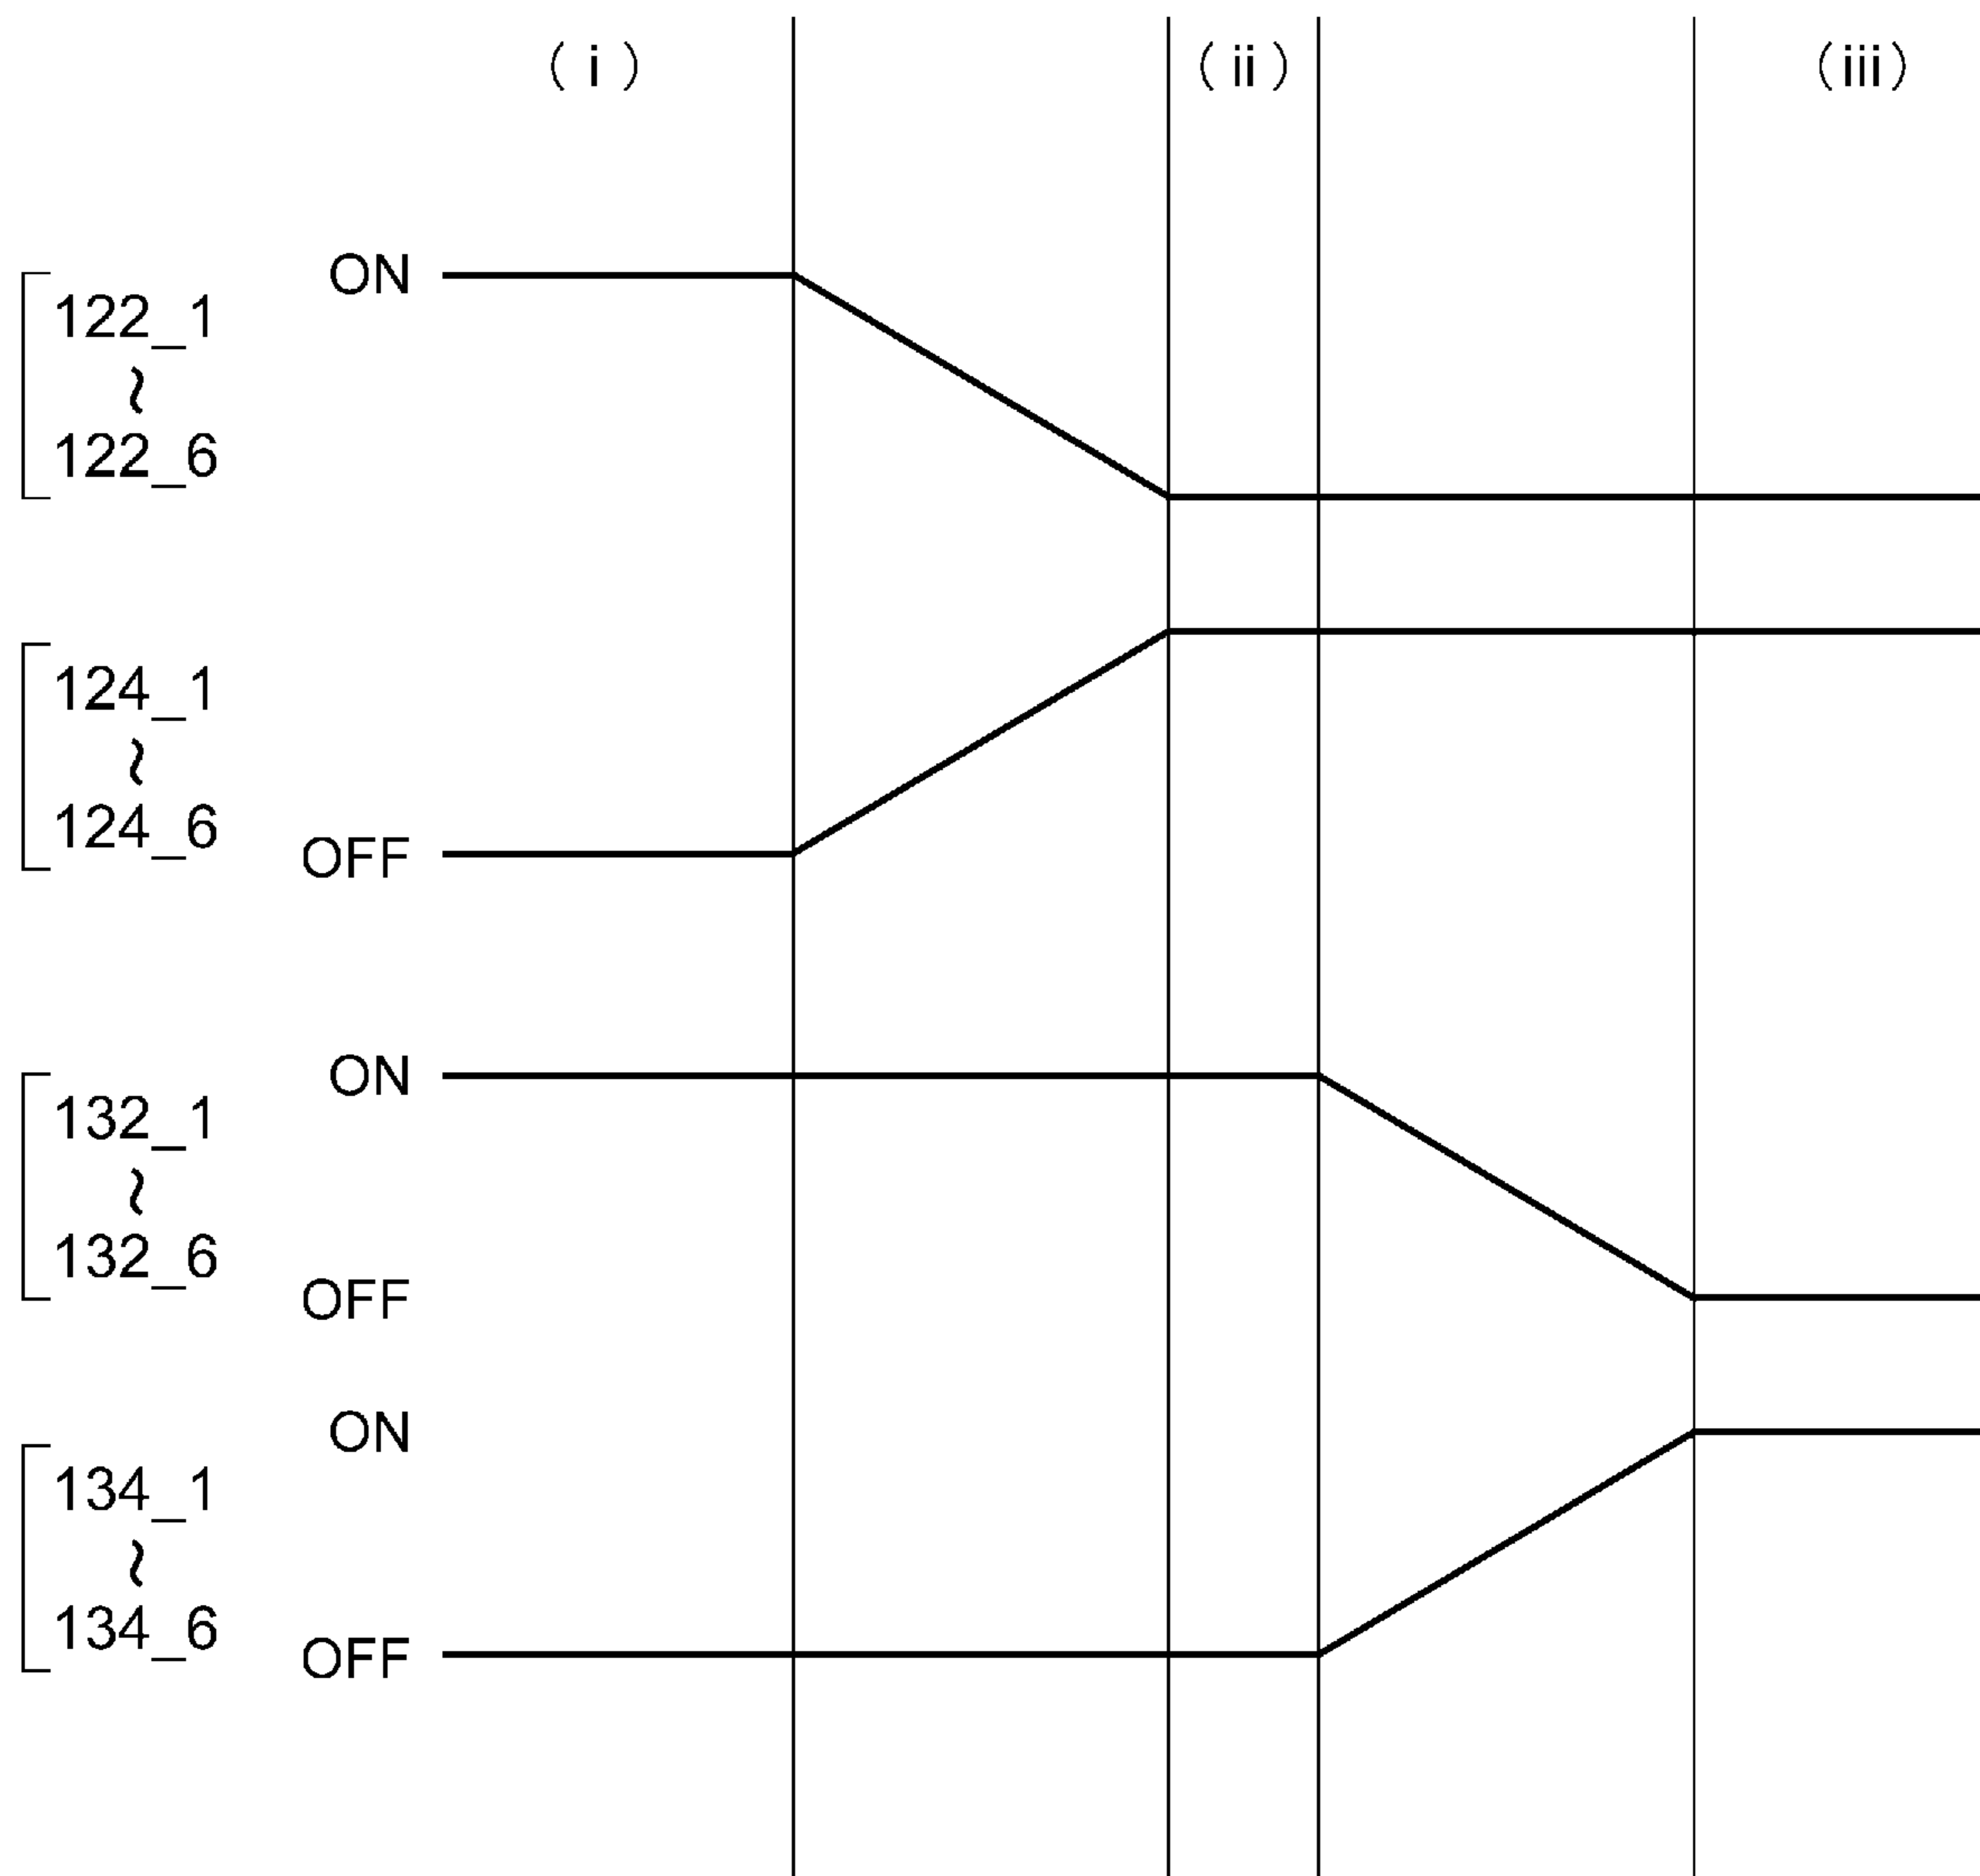 ( i )
( ii )
(iii)
ON
122_1
~
122_6
124_1
~
124_6
OFF
ON
132_1
~
132_6
OFF
ON
134_1
~
134_6
OFF